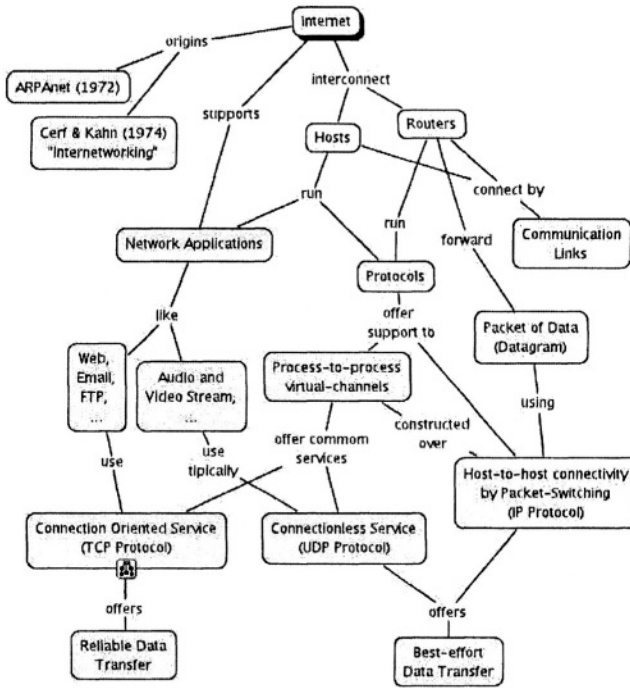 Internet
origins
ARPAnet (1972)
interconnect
supports
Cerf & Kahn (1974)
"Internetworking"
Hosts
Routers
connect by
run
run
Network Applications
forward
Communication
Links
Protocols
like
offer
support to
Packet of Data
(Datagram)
Web,
Email,
FTP,
...
Audio and
Video Stream;
...
Process-to-process
virtual-channels
using
constructed
over
use
use
tipically
offer commom
services
Host-to-host connectivity
by Packet-Switching
(IP Protocol)
Connection Oriented Service
(TCP Protocol)
Connectionless Service
(UDP Protocol)
offers
offers
Reliable Data
Transfer
Best-effort
Data Transfer